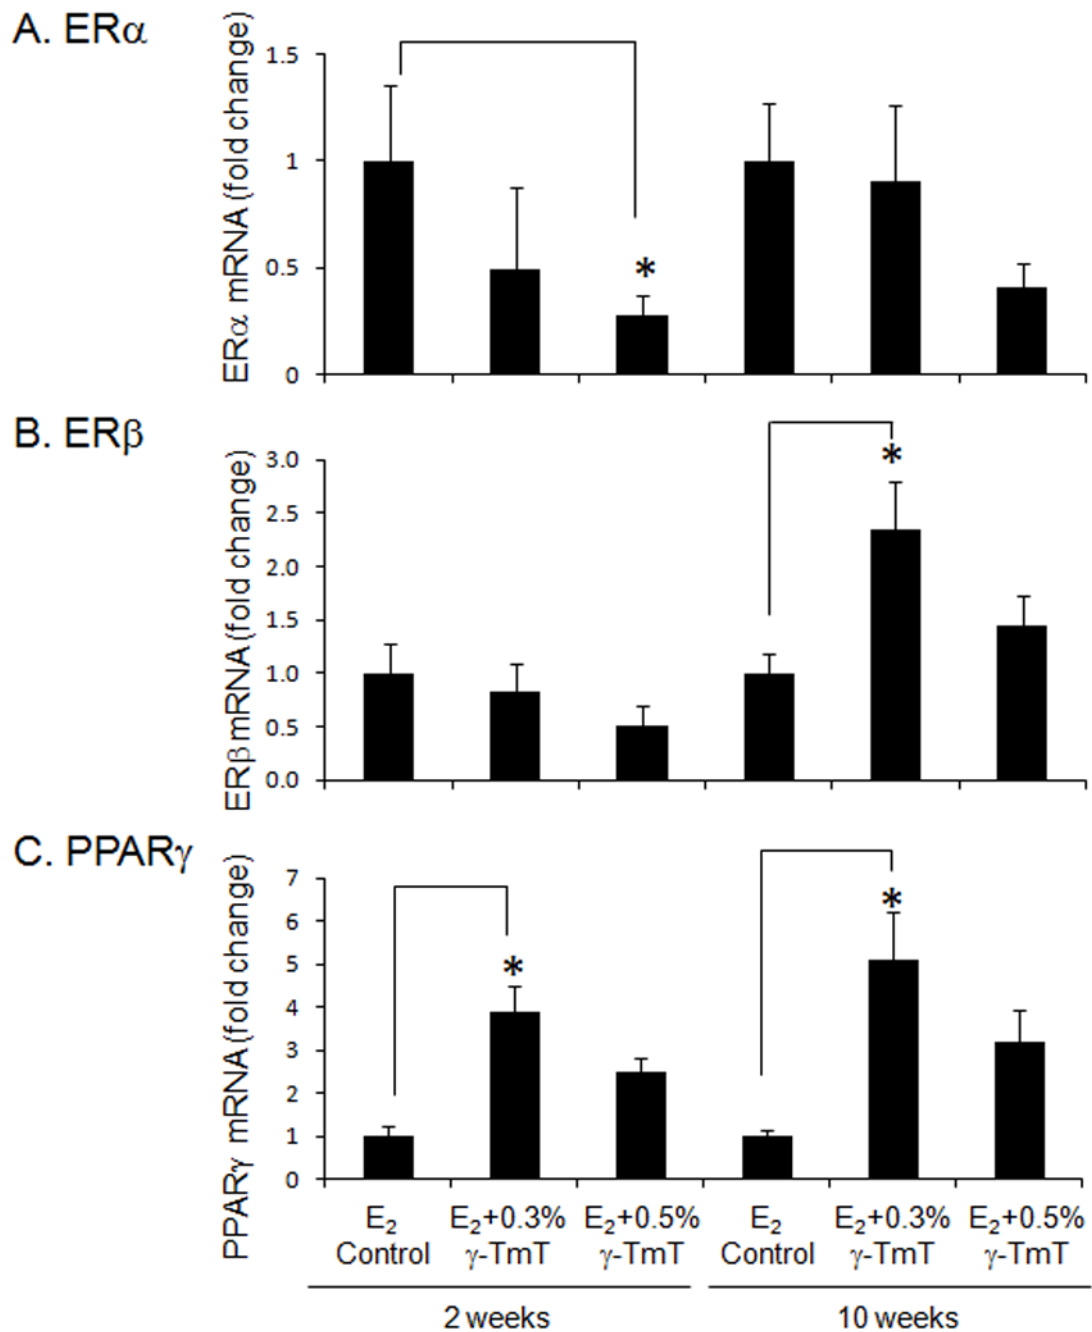 A. ERα
ERα mRNA (fold change)
1.5
1
0.5
0
*
B. ERβ
ERβ mRNA (fold change)
3.0
2.5
2.0
1.5
1.0
0.5
0.0
*
C. PPARγ
PPARγ mRNA (fold change)
7
6
5
4
3
2
1
0
*
*
E₂ E₂+0.3% E₂+0.5% E₂ E₂+0.3% E₂+0.5%
Control γ-TmT γ-TmT Control γ-TmT γ-TmT
2 weeks 10 weeks